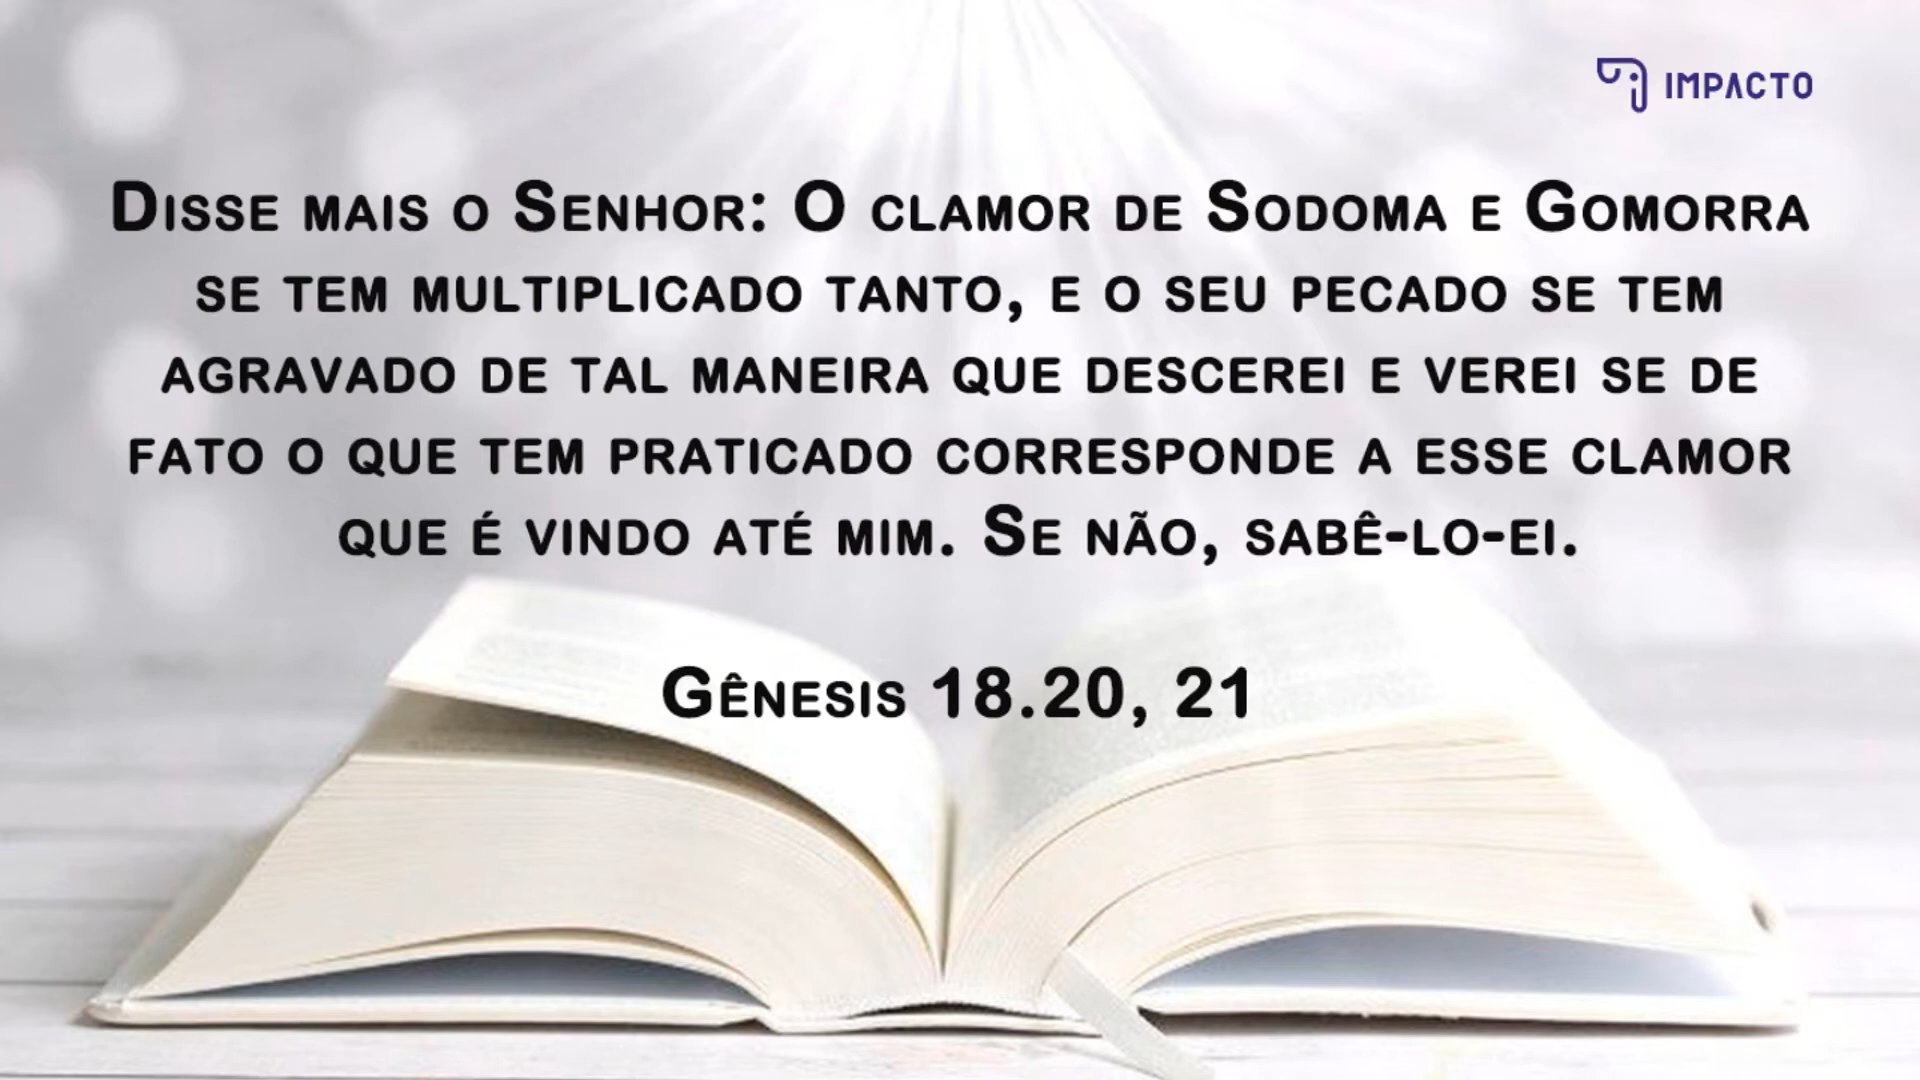 IMPACTO
Disse mais o Senhor: O clamor de Sodoma e Gomorra
se tem multiplicado tanto, e o seu pecado se tem
agravado de tal maneira que descerei e verei se de
fato o que tem praticado corresponde a esse clamor
que é vindo até mim. Se não, sabê-lo-ei.
Gênesis 18.20, 21